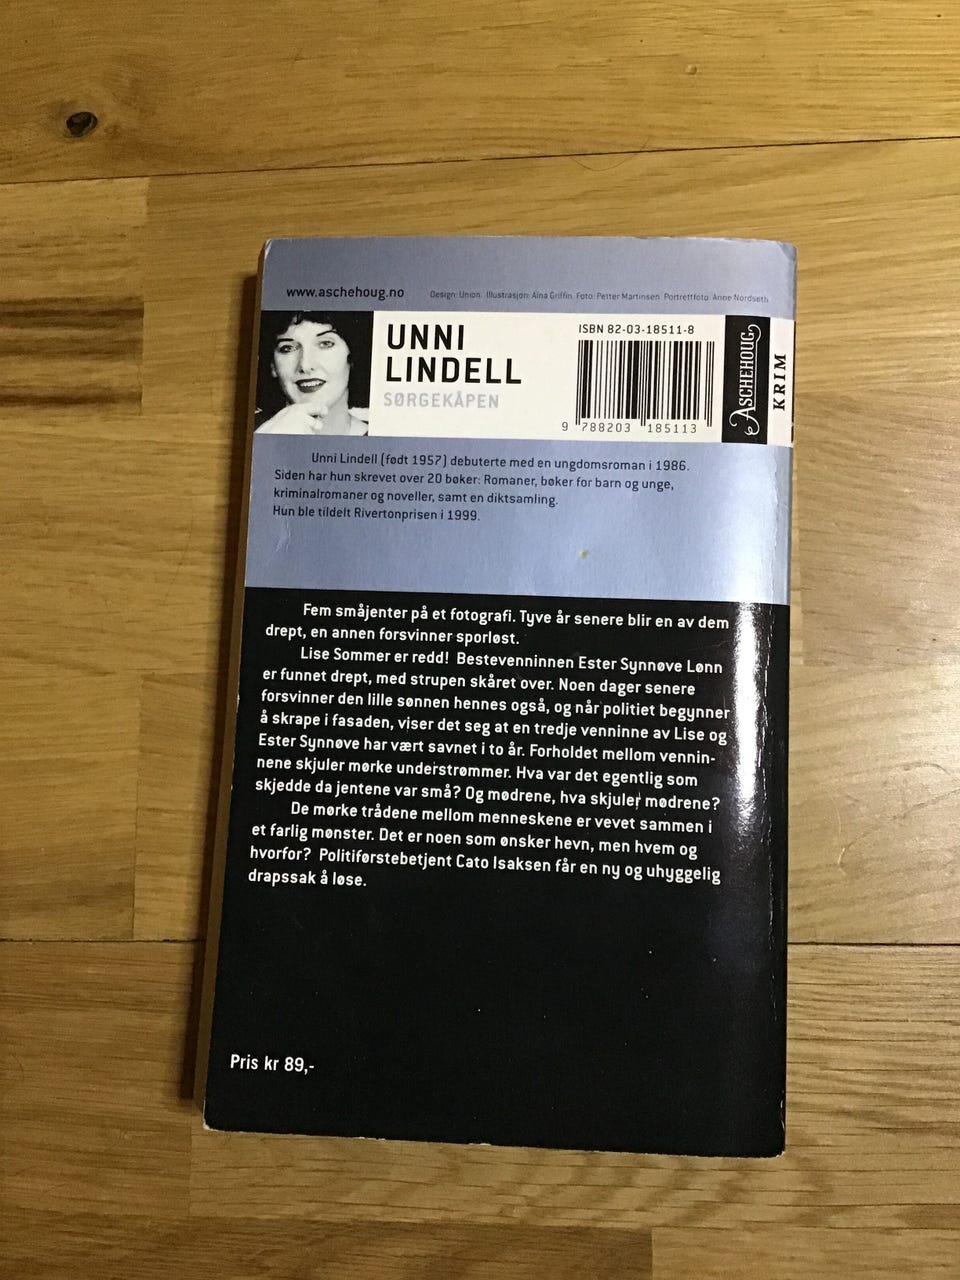 www.aschehoug.no
Design: Union. Illustrasjon: Aina Griffin. Foto: Petter Martinsen. Portrettfoto: Anne Nordseth
UNNI
LINDELL
SØRGEKÅPEN
ISBN 82-03-18511-8
9 788203 185113
ASCHEHOUG
KRIM
Unni Lindell (født 1957) debuterte med en ungdomsroman i 1986.
Siden har hun skrevet over 20 bøker: Romaner, bøker for barn og unge,
kriminalromaner og noveller, samt en diktsamling.
Hun ble tildelt Rivertonprisen i 1999.
Fem småjenter på et fotografi. Tyve år senere blir en av dem
drept, en annen forsvinner sporløst.
Lise Sommer er redd! Bestevenninnen Ester Synnøve Lønn
er funnet drept, med strupen skåret over. Noen dager senere
forsvinner den lille sønnen hennes også, og når politiet begynner
å skrape i fasaden, viser det seg at en tredje venninne av Lise og
Ester Synnøve har vært savnet i to år. Forholdet mellom vennin-
nene skjuler mørke understrømmer. Hva var det egentlig som
skjedde da jentene var små? Og mødrene, hva skjuler mødrene?
De mørke trådene mellom menneskene er vevet sammen i
et farlig mønster. Det er noen som ønsker hevn, men hvem og
hvorfor? Politiførstebetjent Cato Isaksen får en ny og uhyggelig
drapssak å løse.
Pris kr 89,-